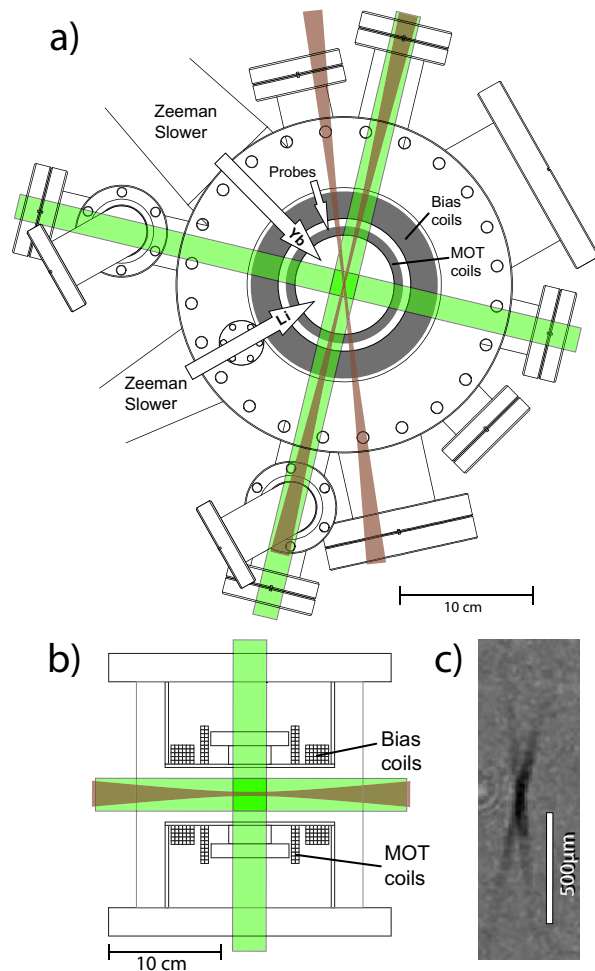 a)
Zeeman
Slower
Probes
Bias
coils
MOT
coils
Yb
Li
Zeeman
Slower
10 cm
b)
c)
Bias
coils
MOT
coils
10 cm
500μm